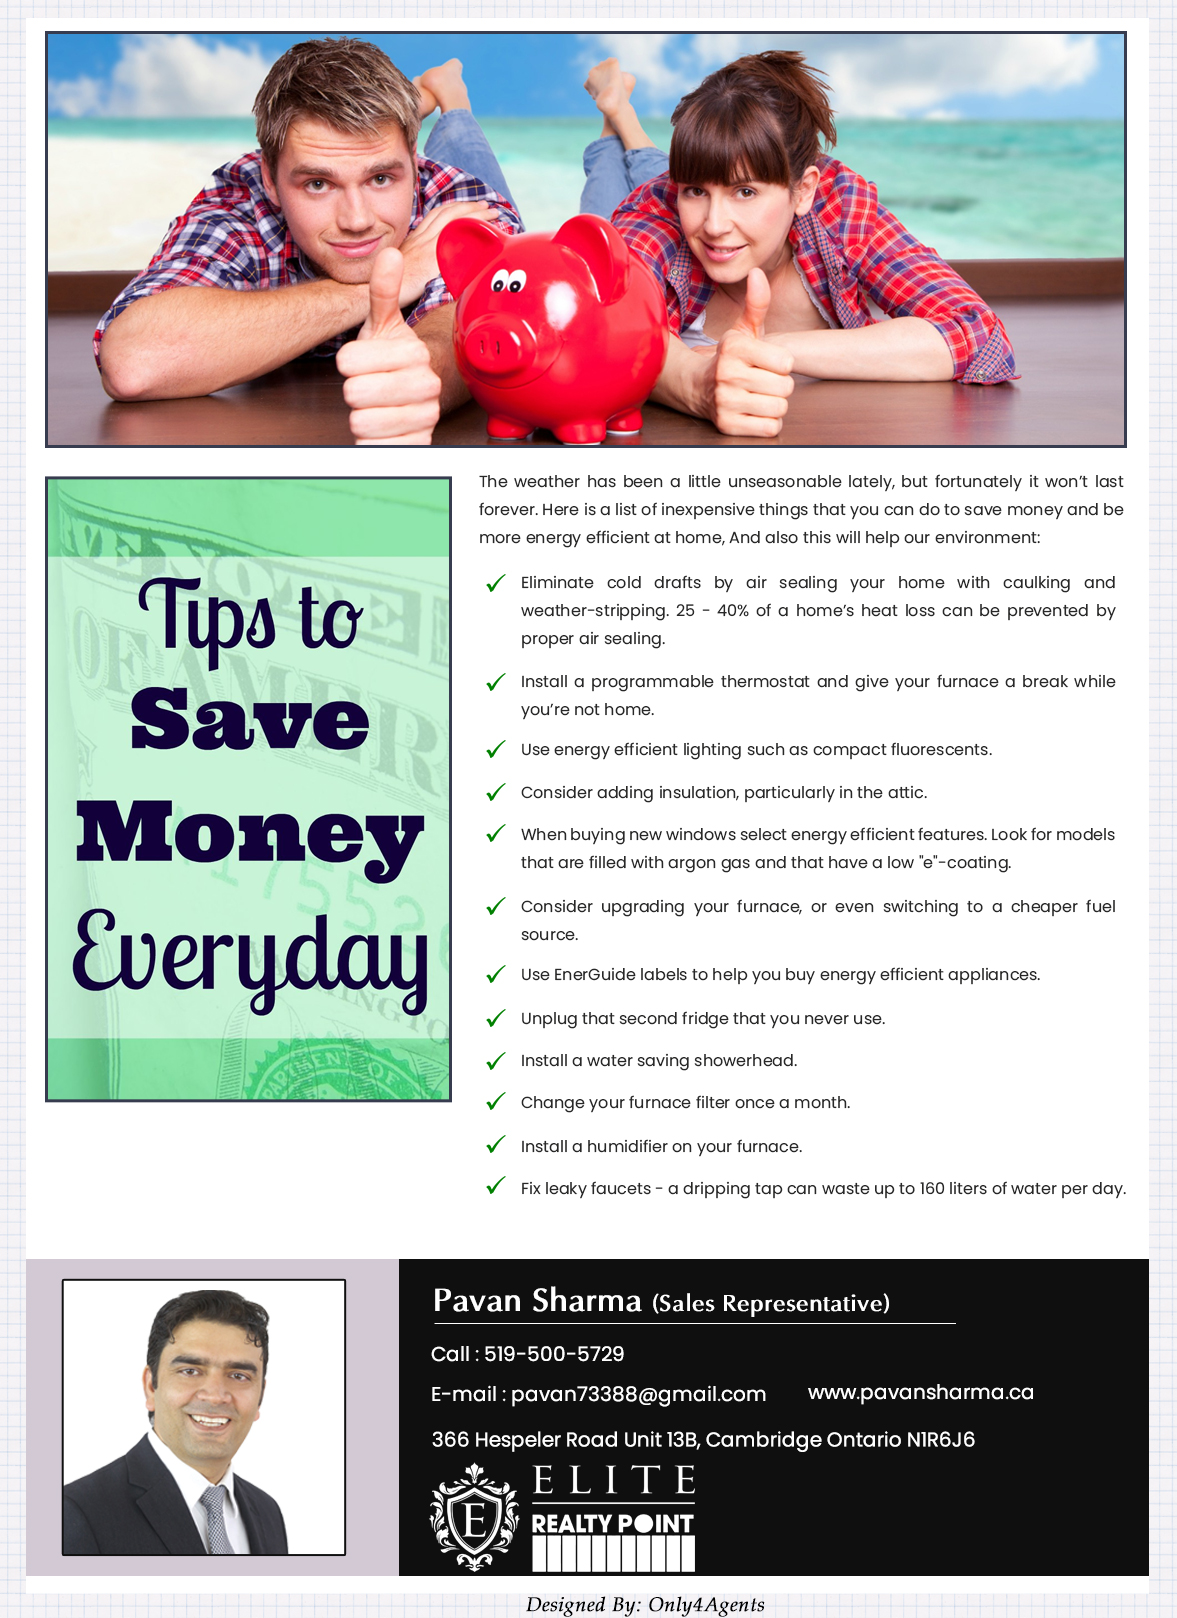 Tips to
Save
Money
Everyday
The weather has been a little unseasonable lately, but fortunately it won’t last
forever. Here is a list of inexpensive things that you can do to save money and be
more energy efficient at home, And also this will help our environment:
Eliminate cold drafts by air sealing your home with caulking and
weather-stripping. 25 - 40% of a home’s heat loss can be prevented by
proper air sealing.
Install a programmable thermostat and give your furnace a break while
you’re not home.
Use energy efficient lighting such as compact fluorescents.
Consider adding insulation, particularly in the attic.
When buying new windows select energy efficient features. Look for models
that are filled with argon gas and that have a low "e"-coating.
Consider upgrading your furnace, or even switching to a cheaper fuel
source.
Use EnerGuide labels to help you buy energy efficient appliances.
Unplug that second fridge that you never use.
Install a water saving showerhead.
Change your furnace filter once a month.
Install a humidifier on your furnace.
Fix leaky faucets - a dripping tap can waste up to 160 liters of water per day.
Pavan Sharma (Sales Representative)
Call : 519-500-5729
E-mail : pavan73388@gmail.com www.pavansharma.ca
366 Hespeler Road Unit 13B, Cambridge Ontario N1R6J6
E
ELITE
REALTY POINT
Designed By: Only4Agents